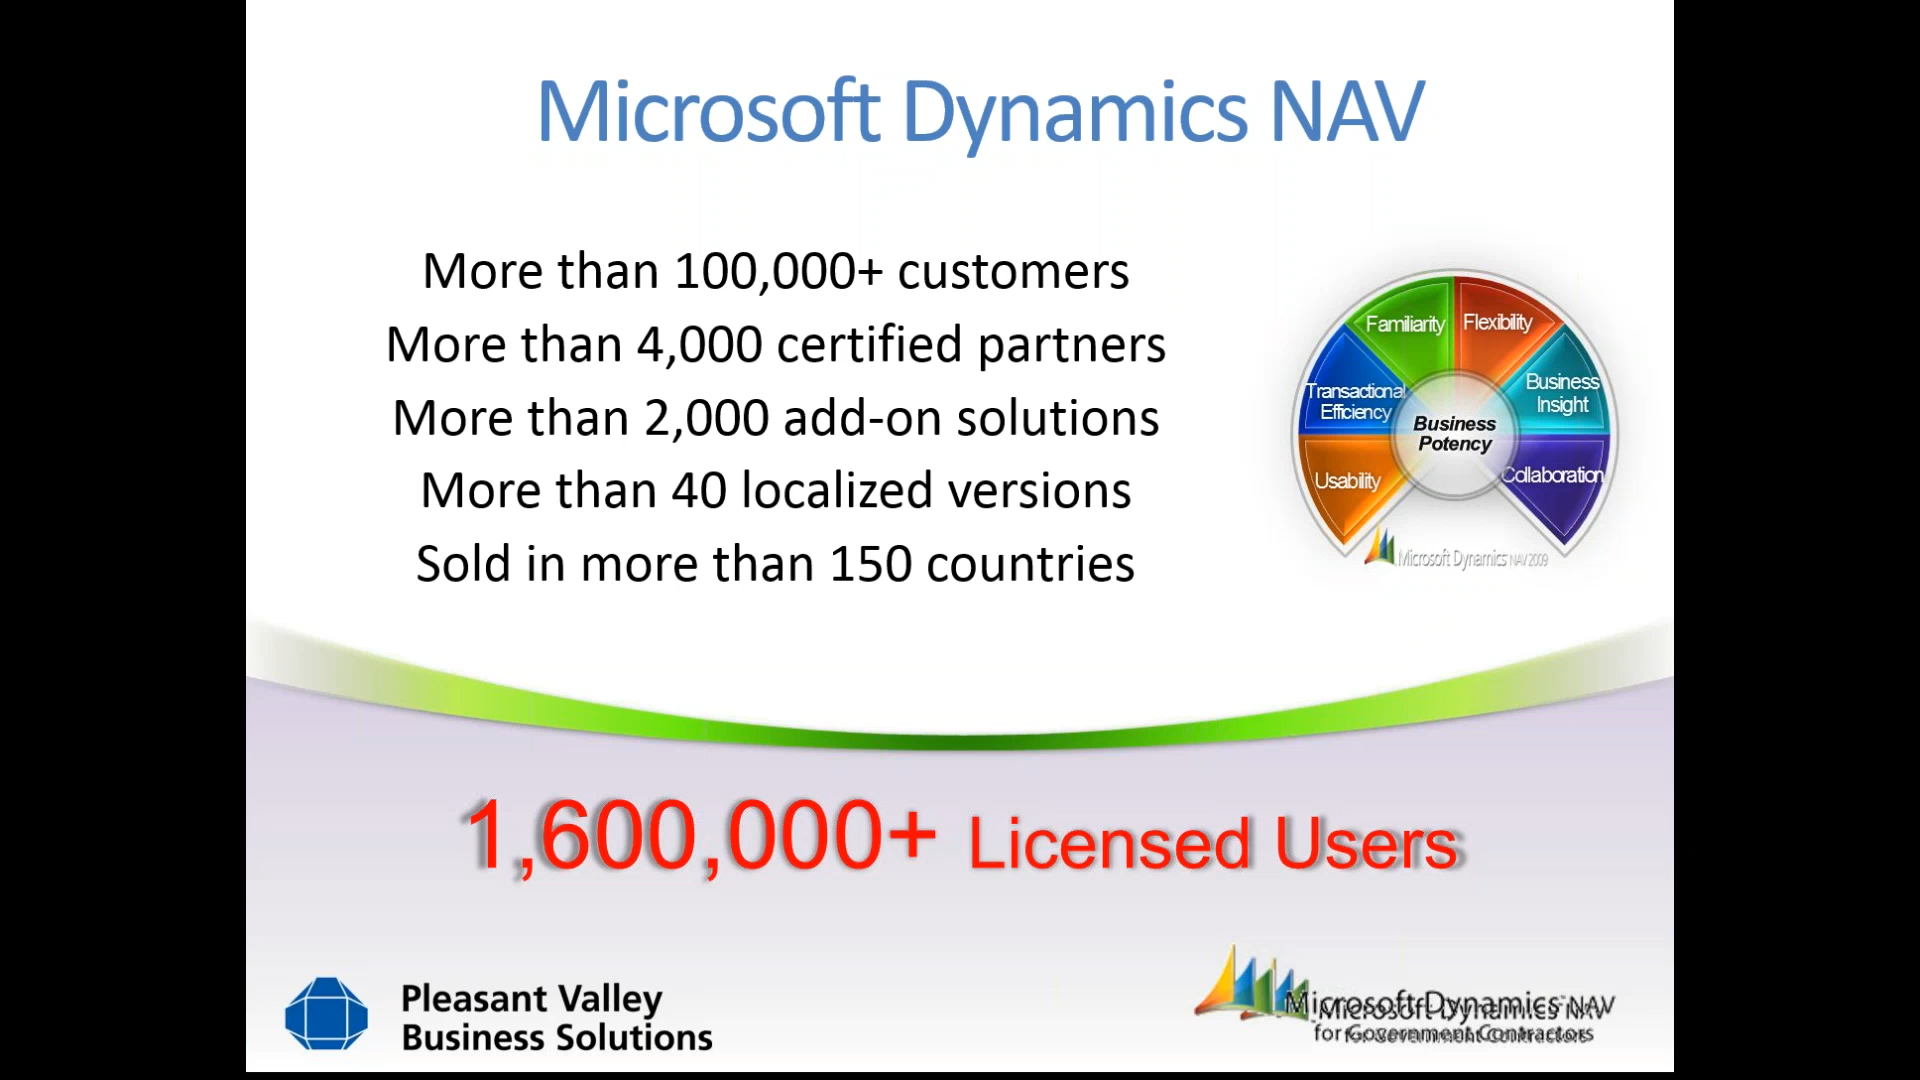 Microsoft Dynamics NAV
More than 100,000+ customers
More than 4,000 certified partners
More than 2,000 add-on solutions
More than 40 localized versions
Sold in more than 150 countries
Familiarity
Flexibility
Transactional
Efficiency
Business
Insight
Business
Potency
Usability
Collaboration
Microsoft Dynamics NAV 2009
1,600,000+ Licensed Users
Pleasant Valley
Business Solutions
Microsoft Dynamics NAV
for Government Contractors